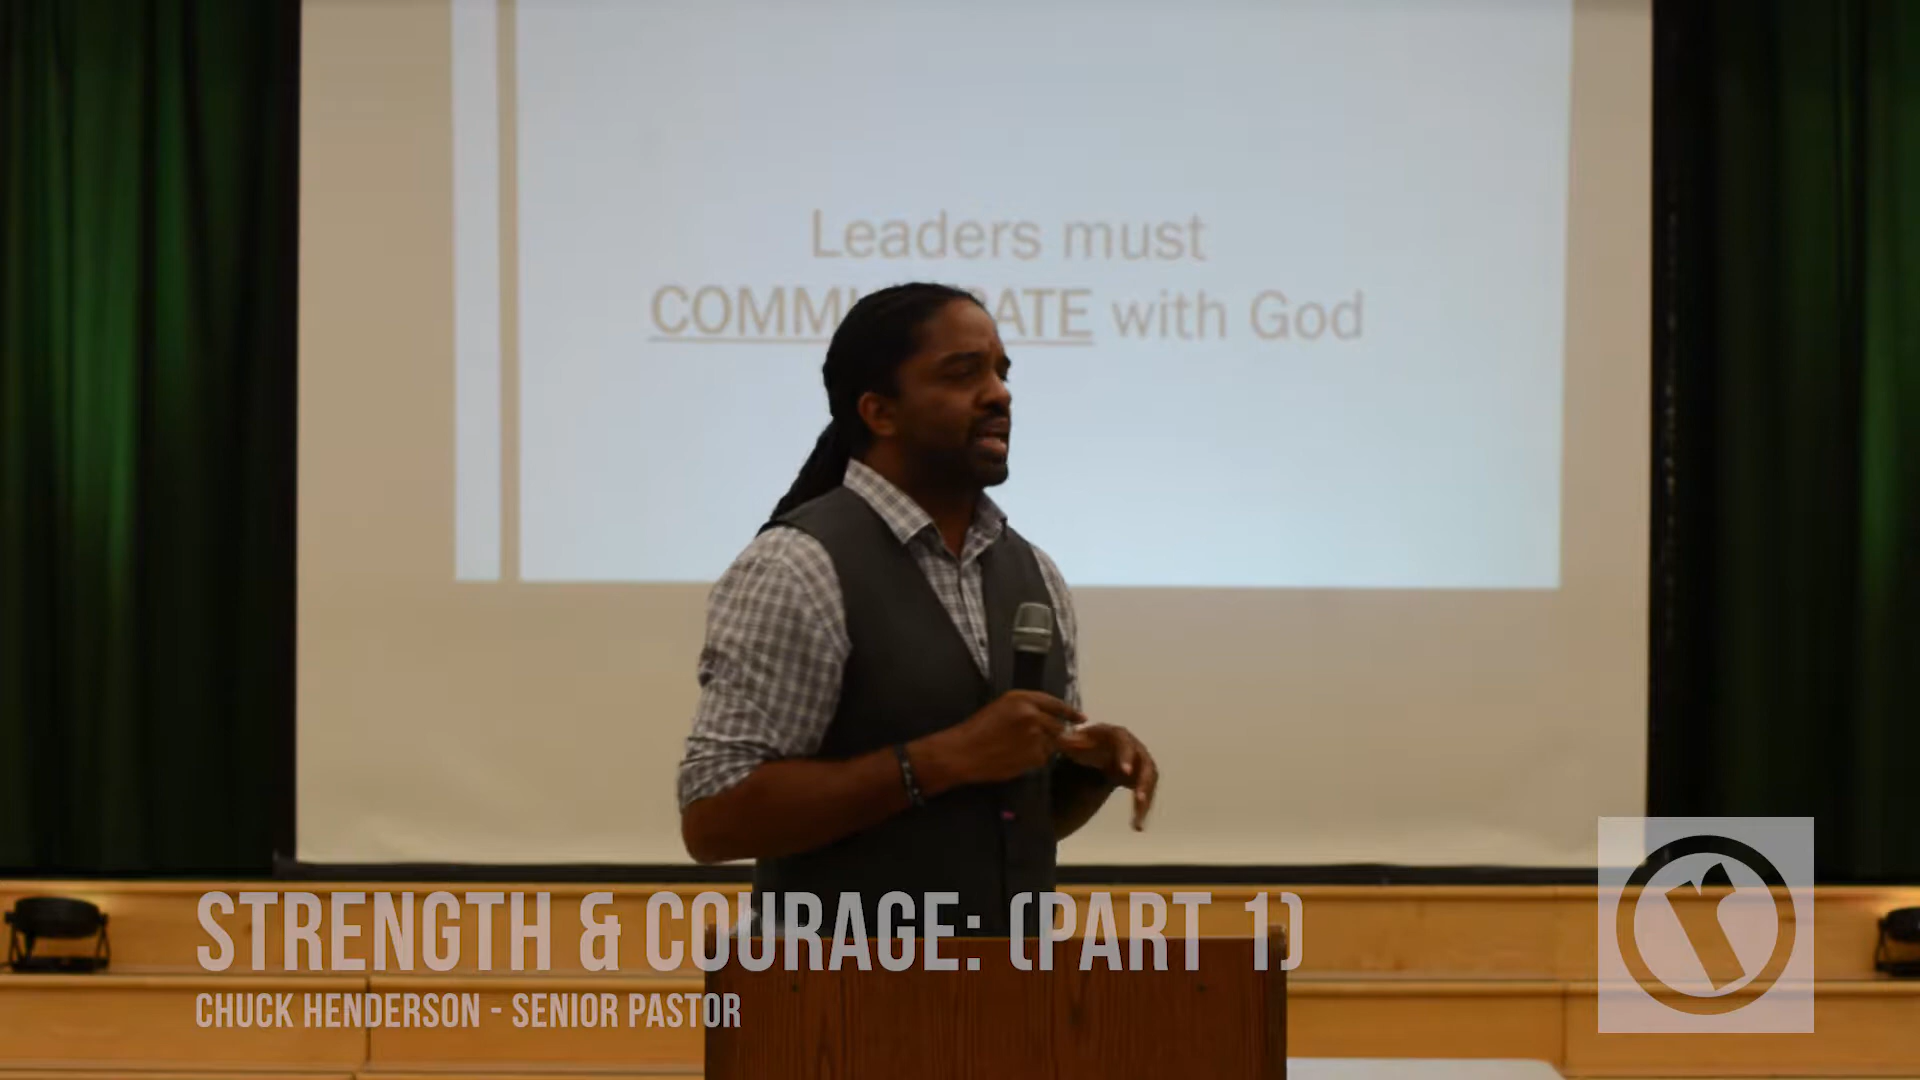 Leaders must
with God
STRENGTH & COURAGE: (PART 1)
CHUCK HENDERSON - SENIOR PASTOR
r